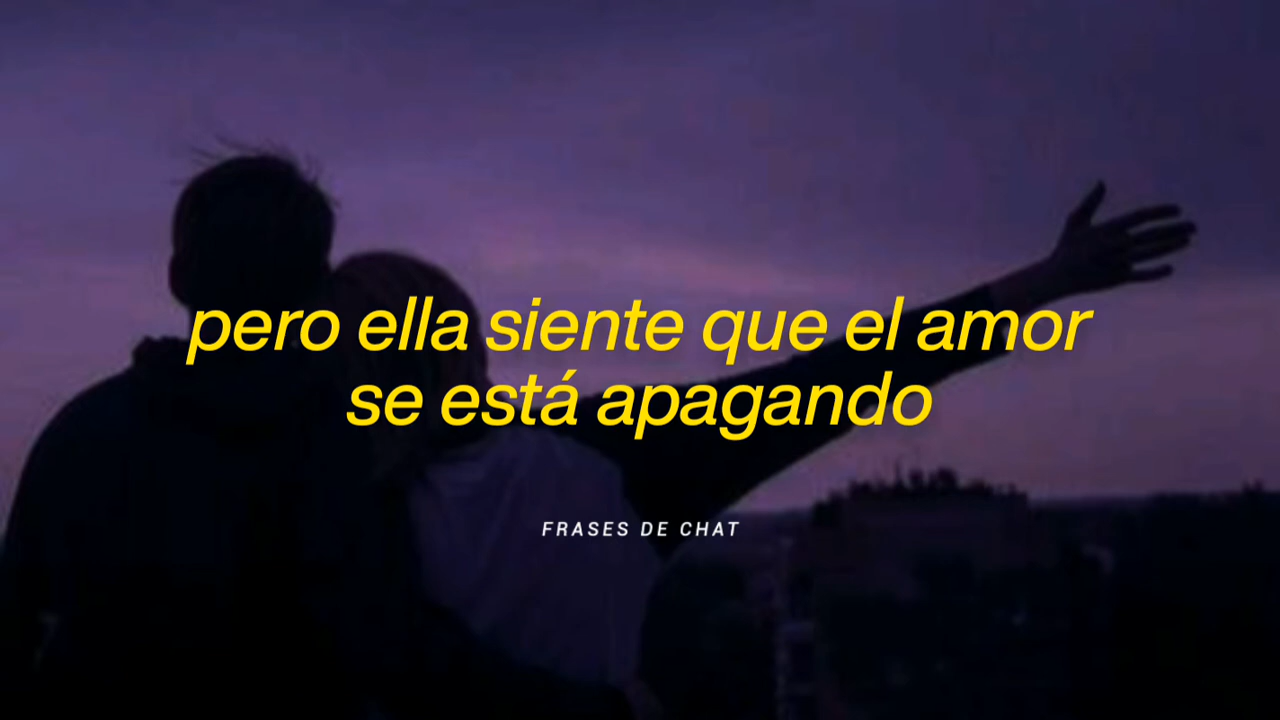 pero ella siente que el amor
se está apagando
FRASES DE CHAT